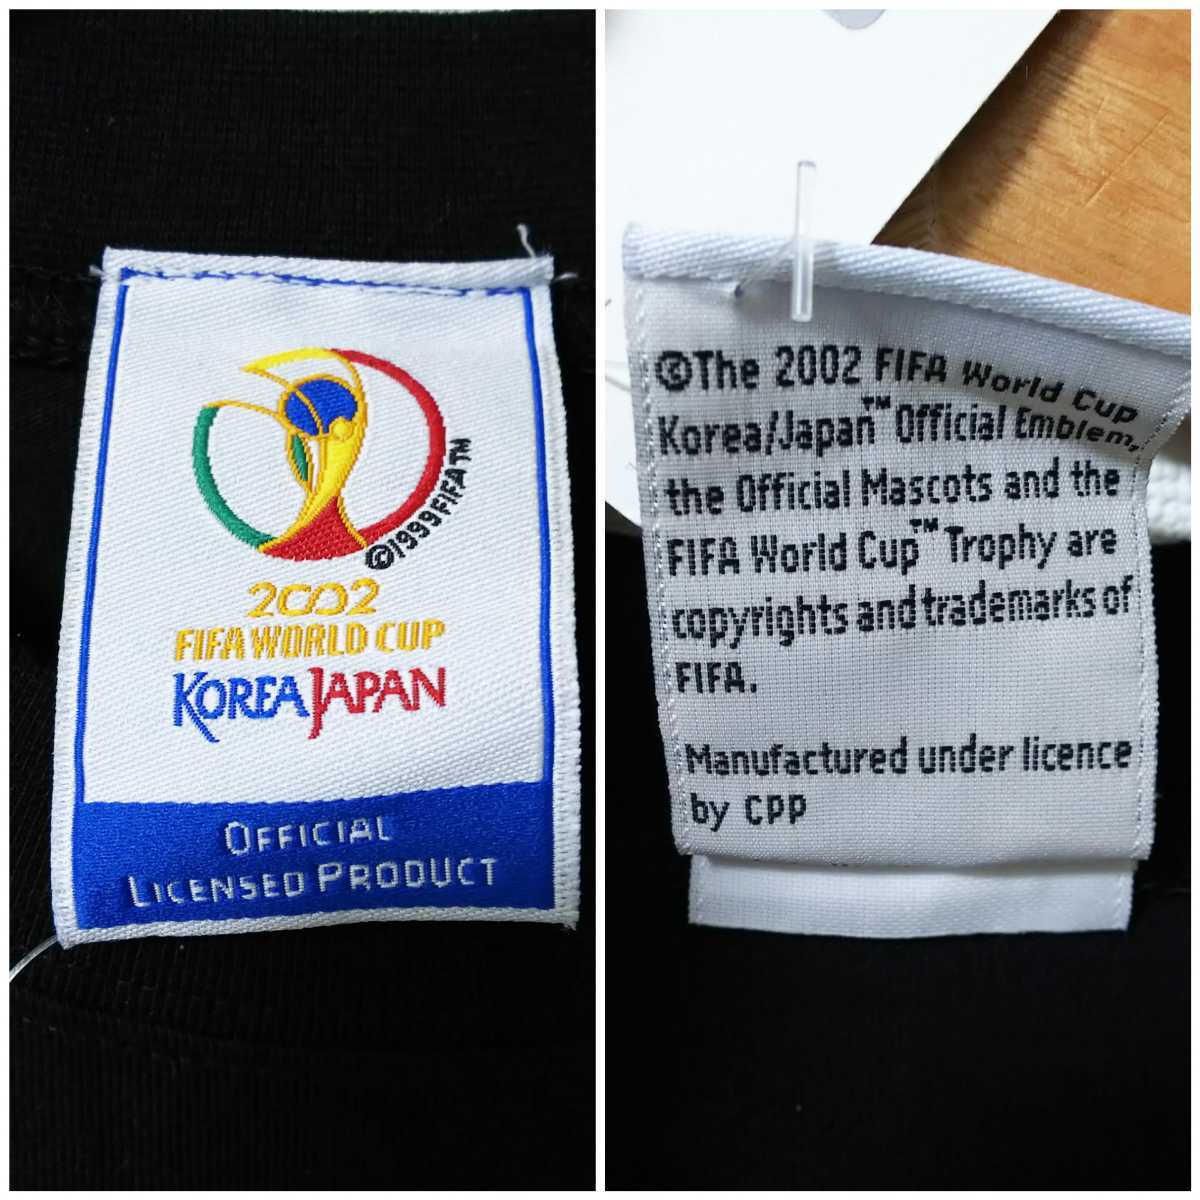 ©1999 FIFA™
2002
FIFA WORLD CUP
KOREA JAPAN
OFFICIAL
LICENSED PRODUCT
©The 2002 FIFA World Cup
Korea/Japan™ Official Emblem,
the Official Mascots and the
FIFA World Cup™ Trophy are
copyrights and trademarks of
FIFA.
Manufactured under licence
by CPP